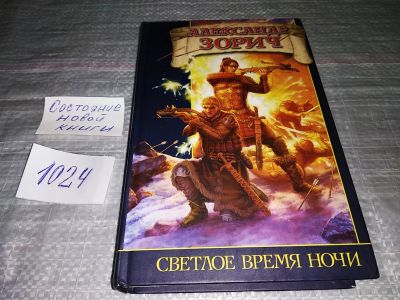 АЛЕКСАНДР
ЗОРИЧ
Состояние
новой
книги
1024
СВЕТЛОЕ ВРЕМЯ НОЧИ